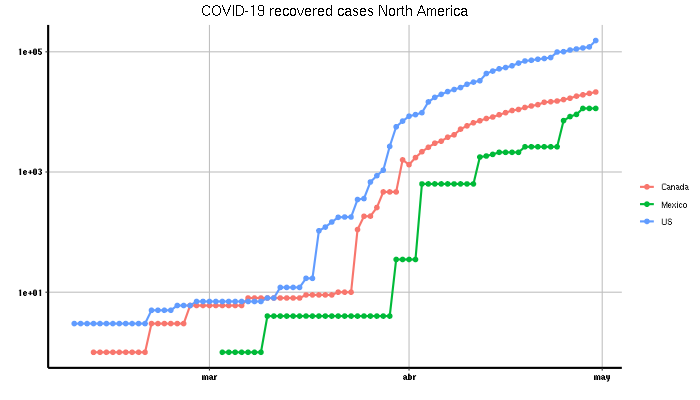 COVID-19 recovered cases North America
1e+05
1e+03
1e+01
mar
abr
may
Canada
Mexico
US